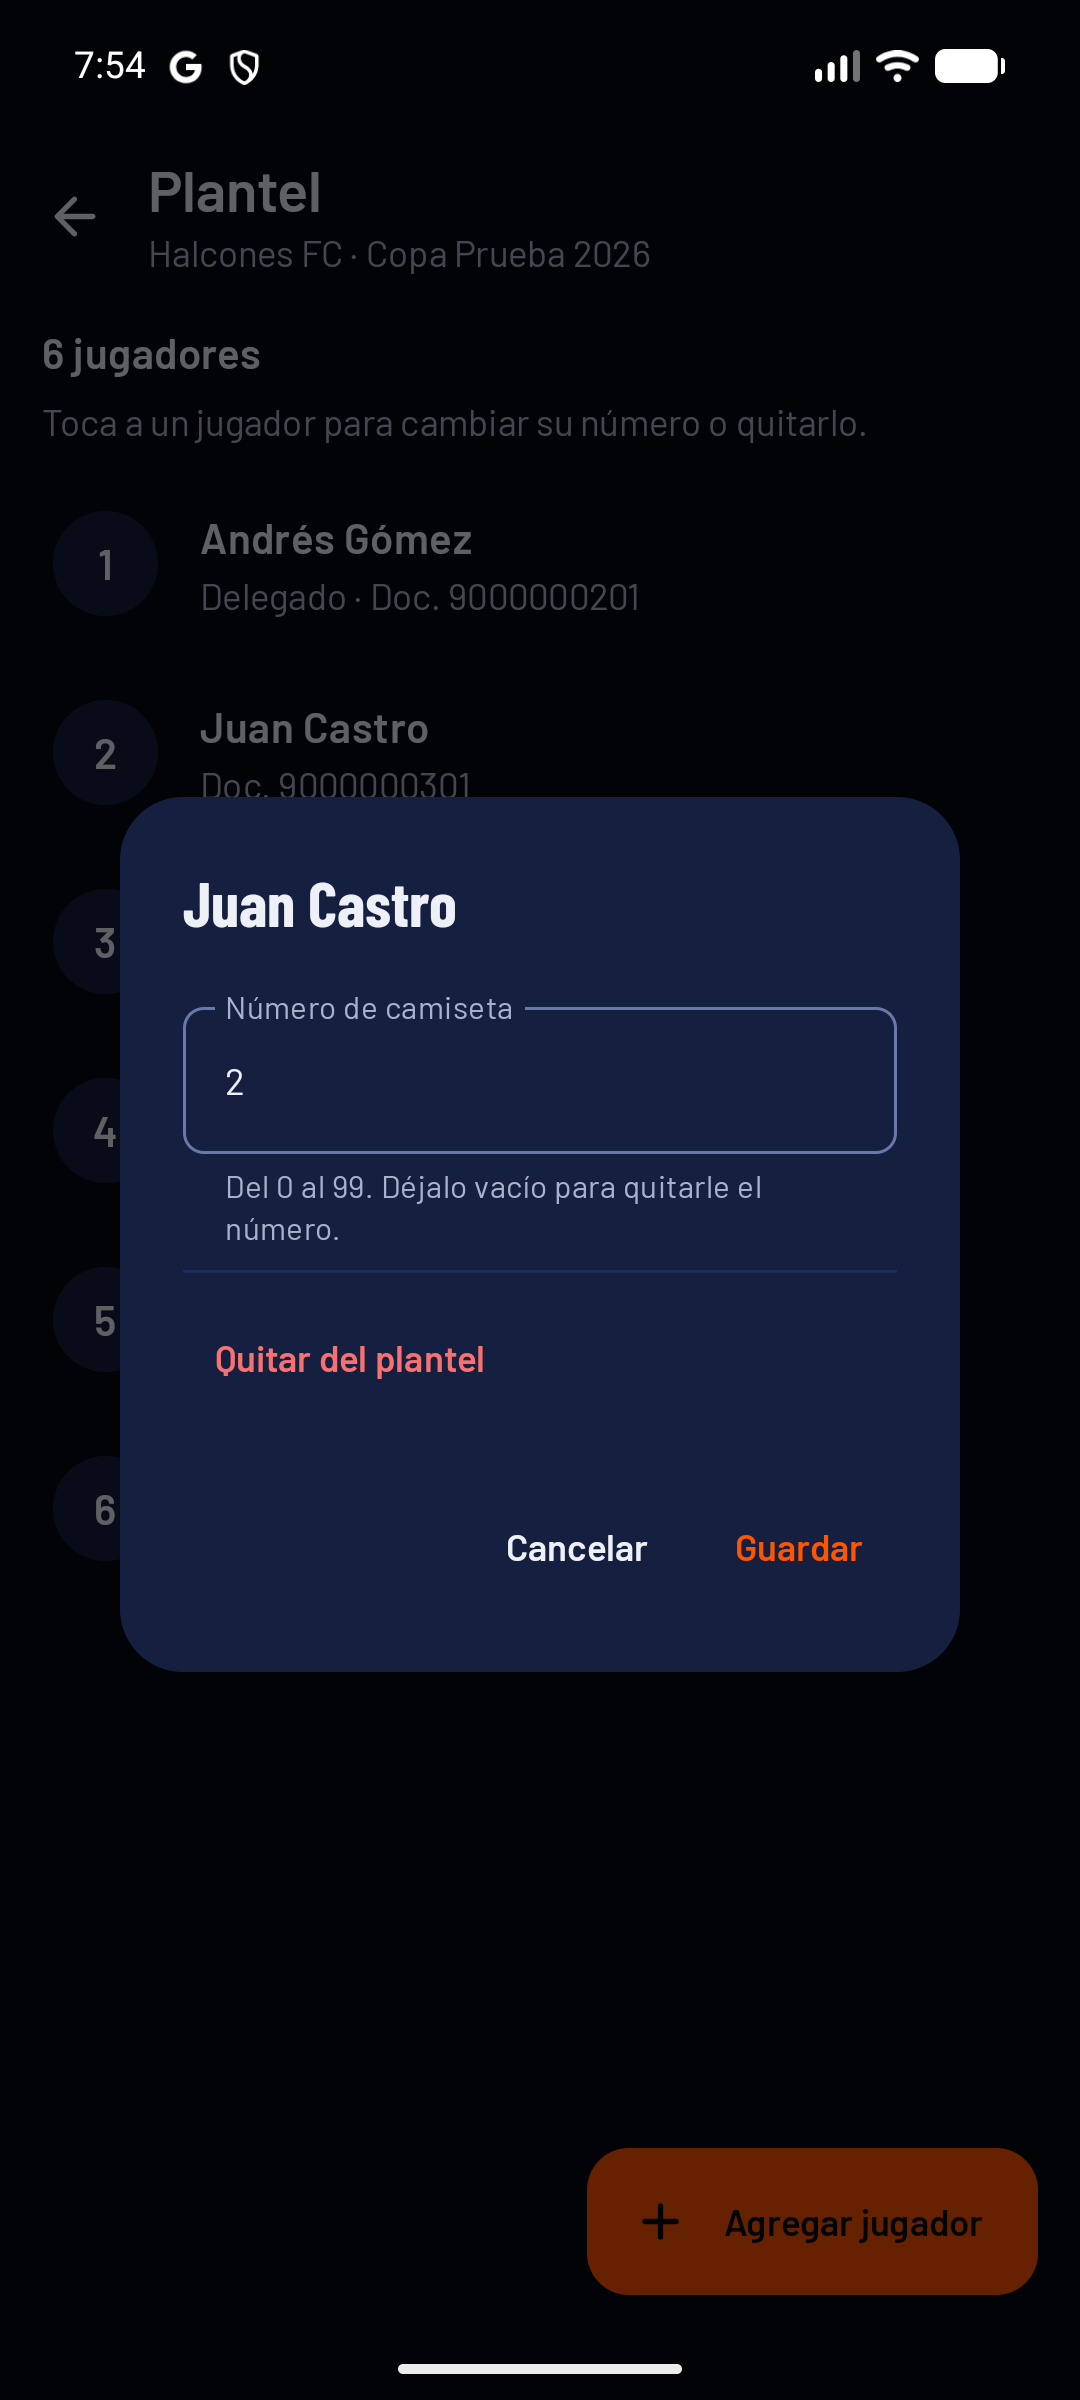 7:54
Plantel
Halcones FC · Copa Prueba 2026
6 jugadores
Toca a un jugador para cambiar su número o quitarlo.
1
Andrés Gómez
Delegado · Doc. 9000000201
2
Juan Castro
Doc. 9000000301
Juan Castro
3
Número de camiseta
2
4
Del 0 al 99. Déjalo vacío para quitarle el
número.
5
Quitar del plantel
6
Cancelar
Guardar
Agregar jugador